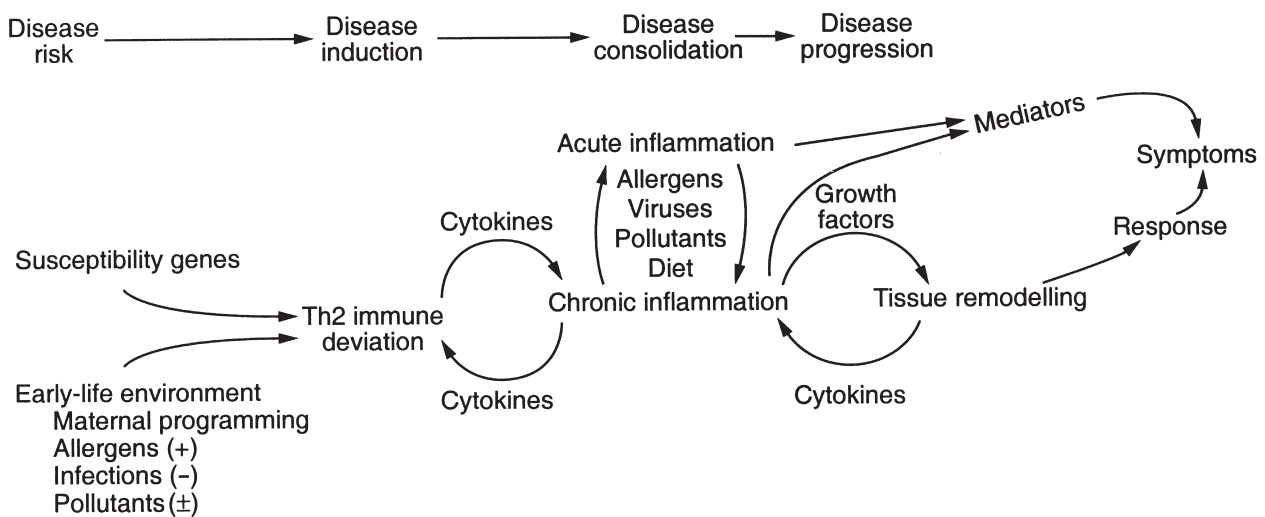 Disease
risk
Disease
induction
Disease
consolidation
Disease
progression
Mediators
Acute inflammation
Symptoms
Allergens
Viruses
Pollutants
Diet
Growth
factors
Cytokines
Response
Susceptibility genes
Chronic inflammation
Tissue remodelling
Th2 immune
deviation
Early-life environment
Maternal programming
Allergens (+)
Infections (–)
Pollutants (±)
Cytokines
Cytokines